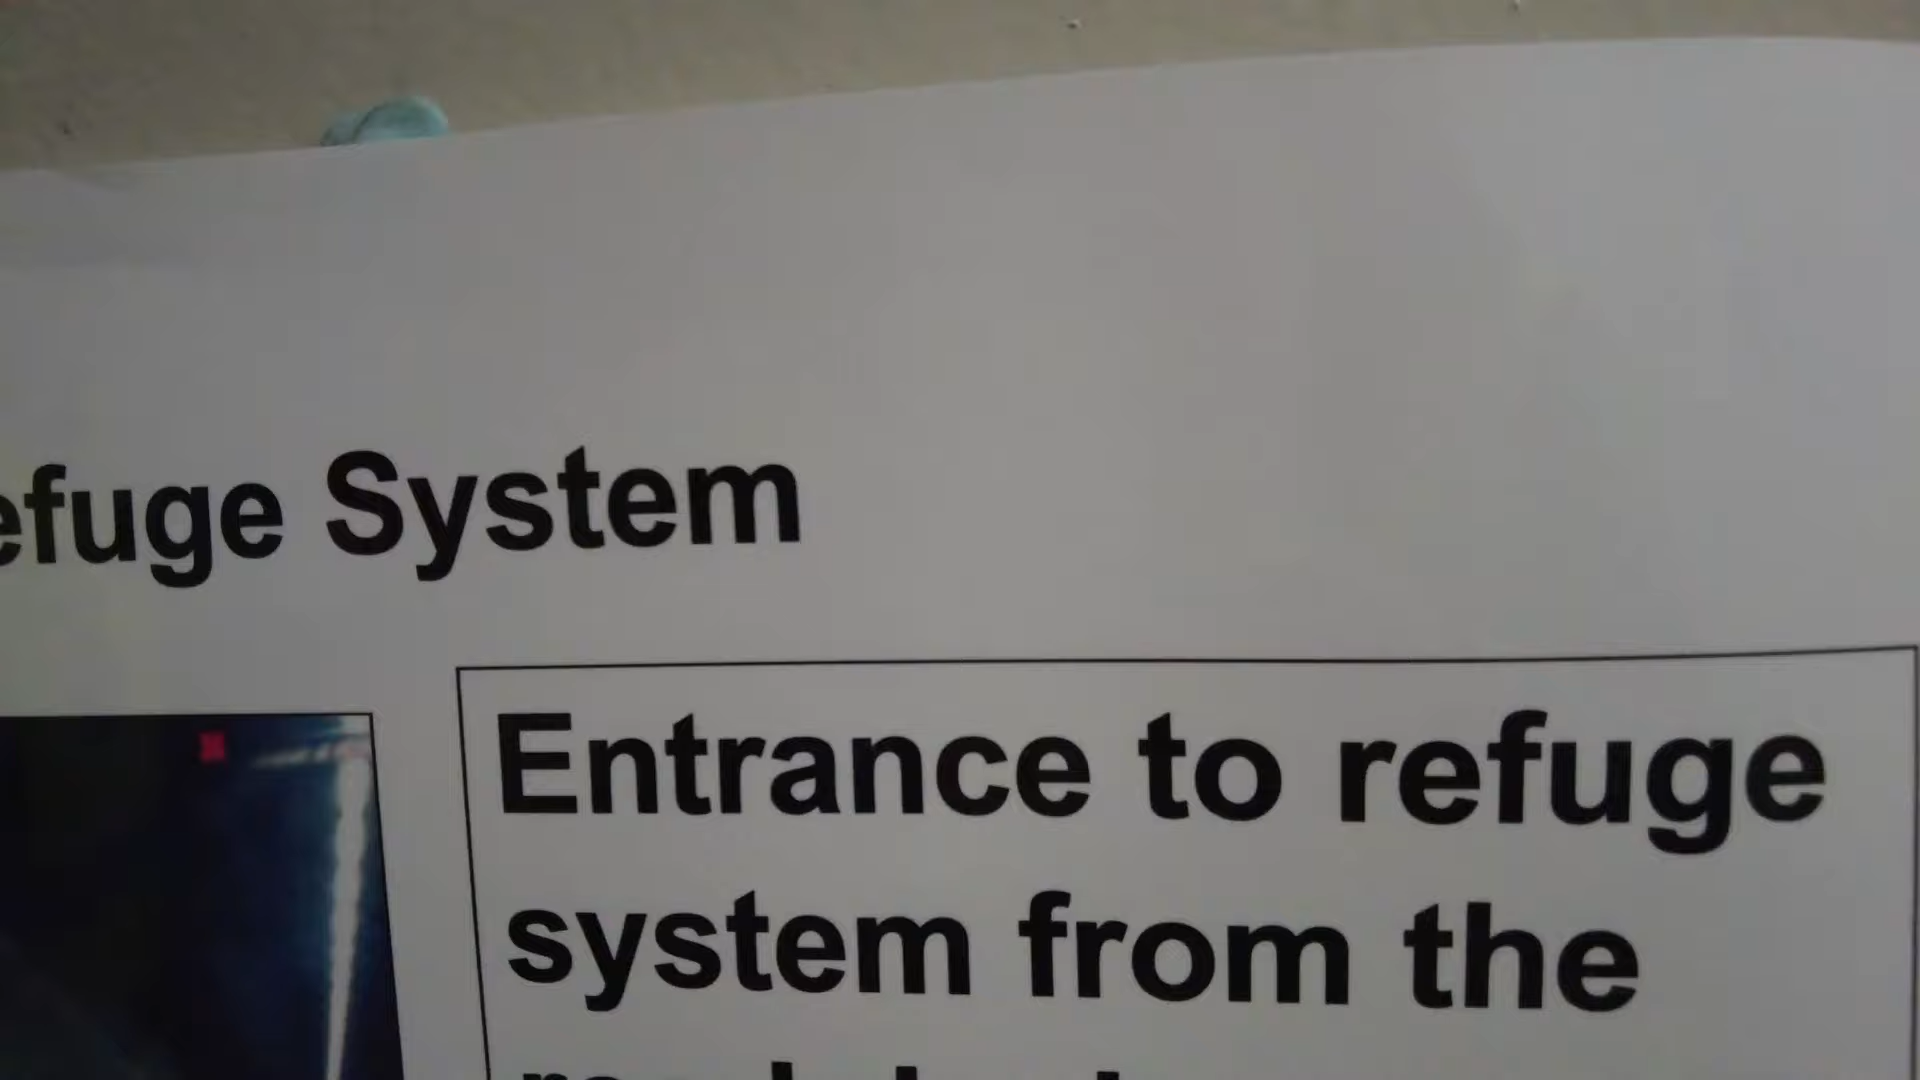 efuge System
Entrance to refuge
system from the